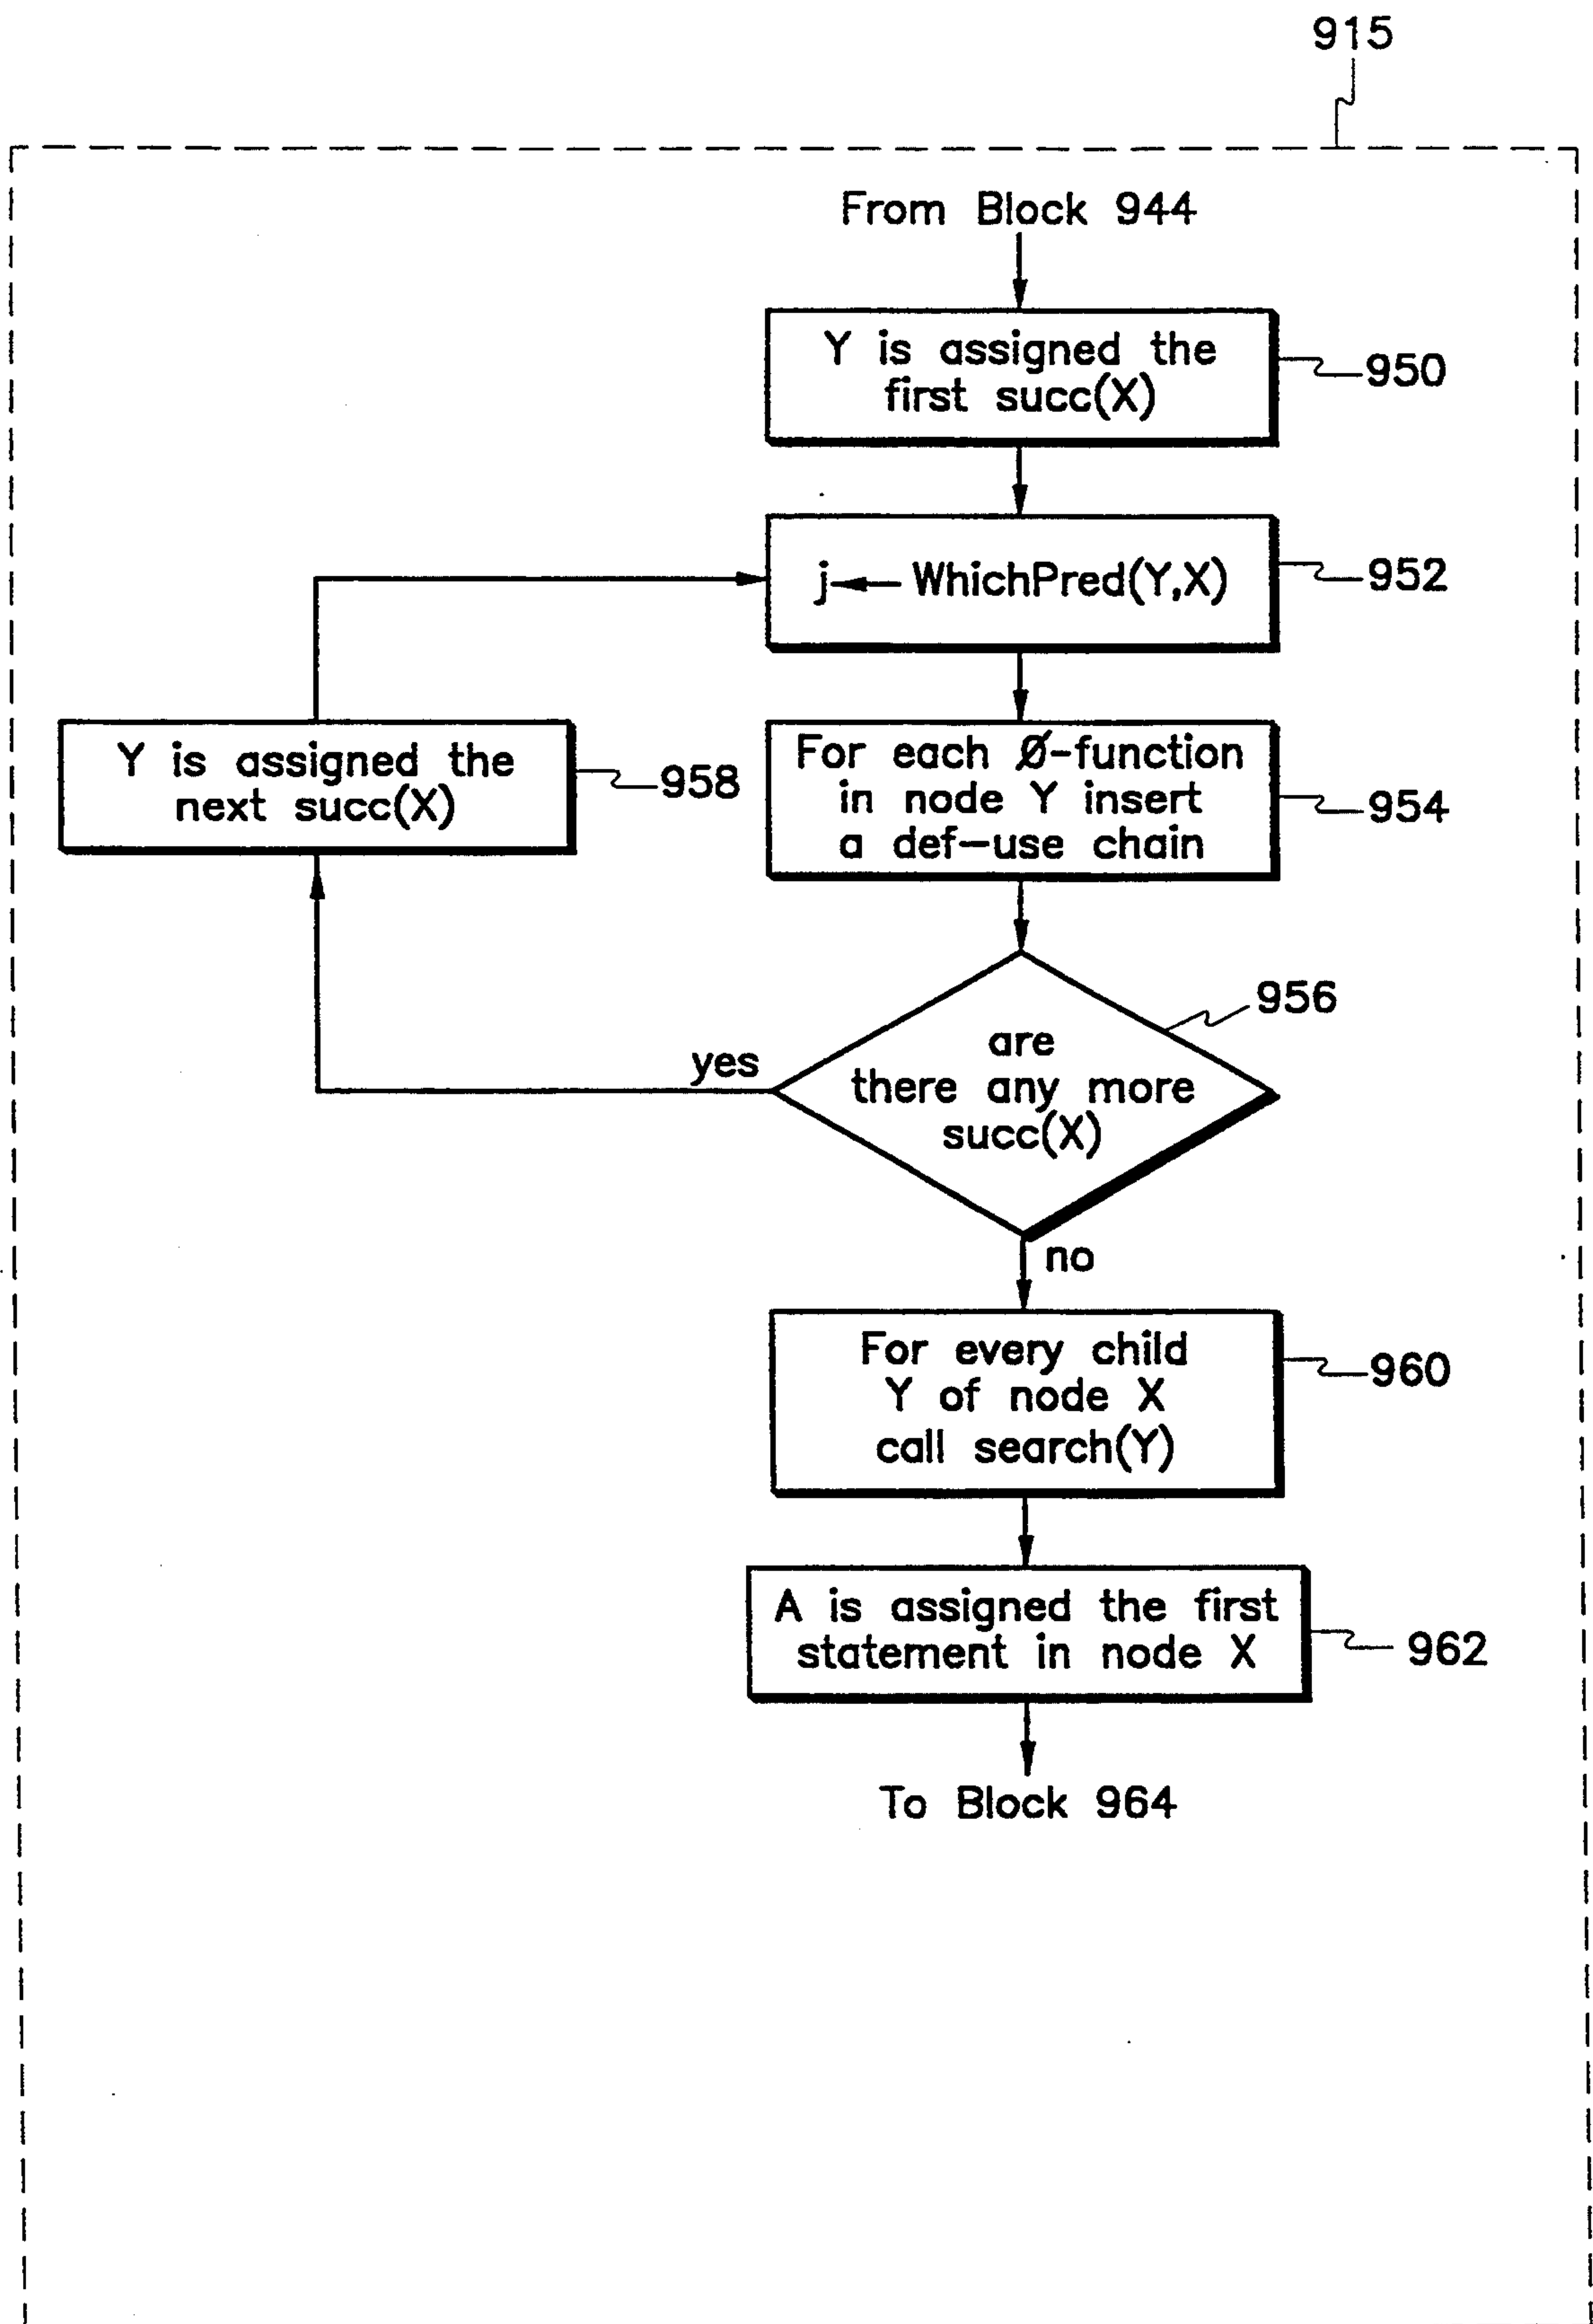 915
From Block 944
Y is assigned the
first succ(X)
950
j← WhichPred(Y,X)
952
Y is assigned the
next succ(X)
958
For each Ø-function
in node Y insert
a def-use chain
954
956
are
there any more
succ(X)
yes
no
For every child
Y of node X
call search(Y)
960
A is assigned the first
statement in node X
962
To Block 964